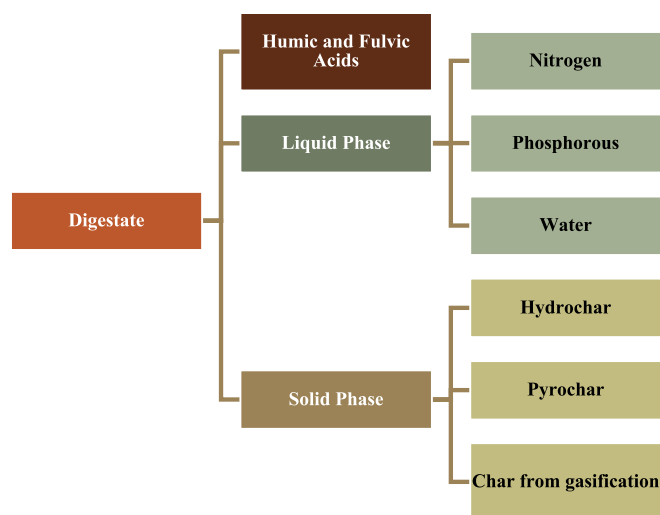 Digestate
Humic and Fulvic
Acids
Liquid Phase
Solid Phase
Nitrogen
Phosphorous
Water
Hydrochar
Pyrochar
Char from gasification